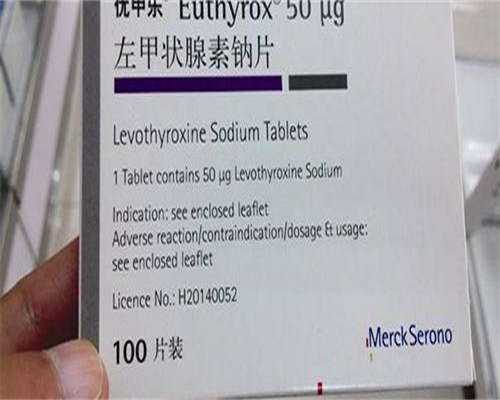 优甲乐® Euthyrox® 50 µg
左甲状腺素钠片
Levothyroxine Sodium Tablets
1 Tablet contains 50 µg Levothyroxine Sodium
Indication: see enclosed leaflet
Adverse reaction/contraindication/dosage & usage:
see enclosed leaflet
Licence No.: H20140052
100 片装
Merck Serono